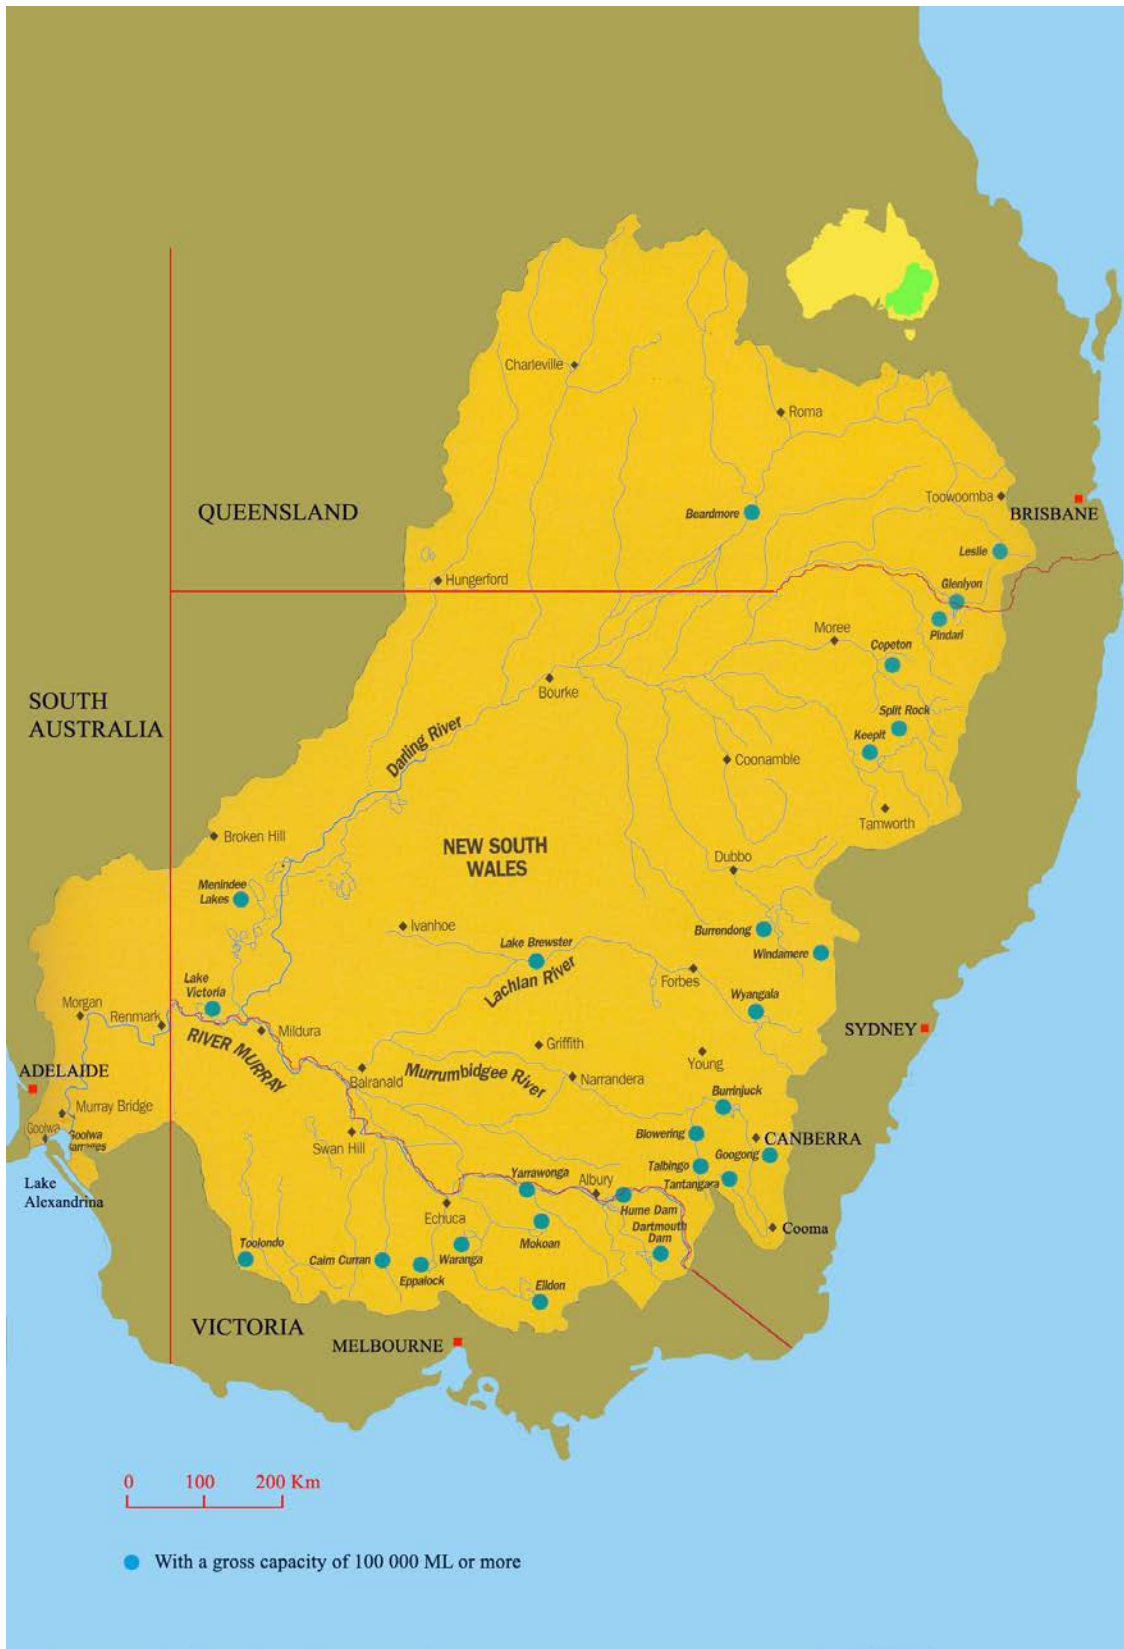 Charleville
Roma
QUEENSLAND
Beardmore
Toowoomba
BRISBANE
Leslie
Hungerford
Glenlyon
Pindari
Moree
Copeton
SOUTH
AUSTRALIA
Bourke
Split Rock
Keepit
Darling River
Coonamble
Tamworth
Broken Hill
NEW SOUTH
WALES
Dubbo
Menindee
Lakes
Ivanhoe
Lake Brewster
Burrendong
Windamere
Lachlan River
Forbes
Lake
Victoria
Wyangala
Morgan
Renmark
Mildura
SYDNEY
RIVER MURRAY
Griffith
Young
ADELAIDE
Balranald
Murrumbidgee River
Narrandera
Murray Bridge
Burrinjuck
Goolwa
Goolwa
Barrages
Swan Hill
Blowering
CANBERRA
Googong
Talbingo
Tantangara
Lake
Alexandrina
Yarrawonga
Albury
Hume Dam
Echuca
Dartmouth
Dam
Cooma
Toolondo
Cairn Curran
Waranga
Mokoan
Eppalock
Eildon
VICTORIA
MELBOURNE
0 100 200 Km
With a gross capacity of 100 000 ML or more